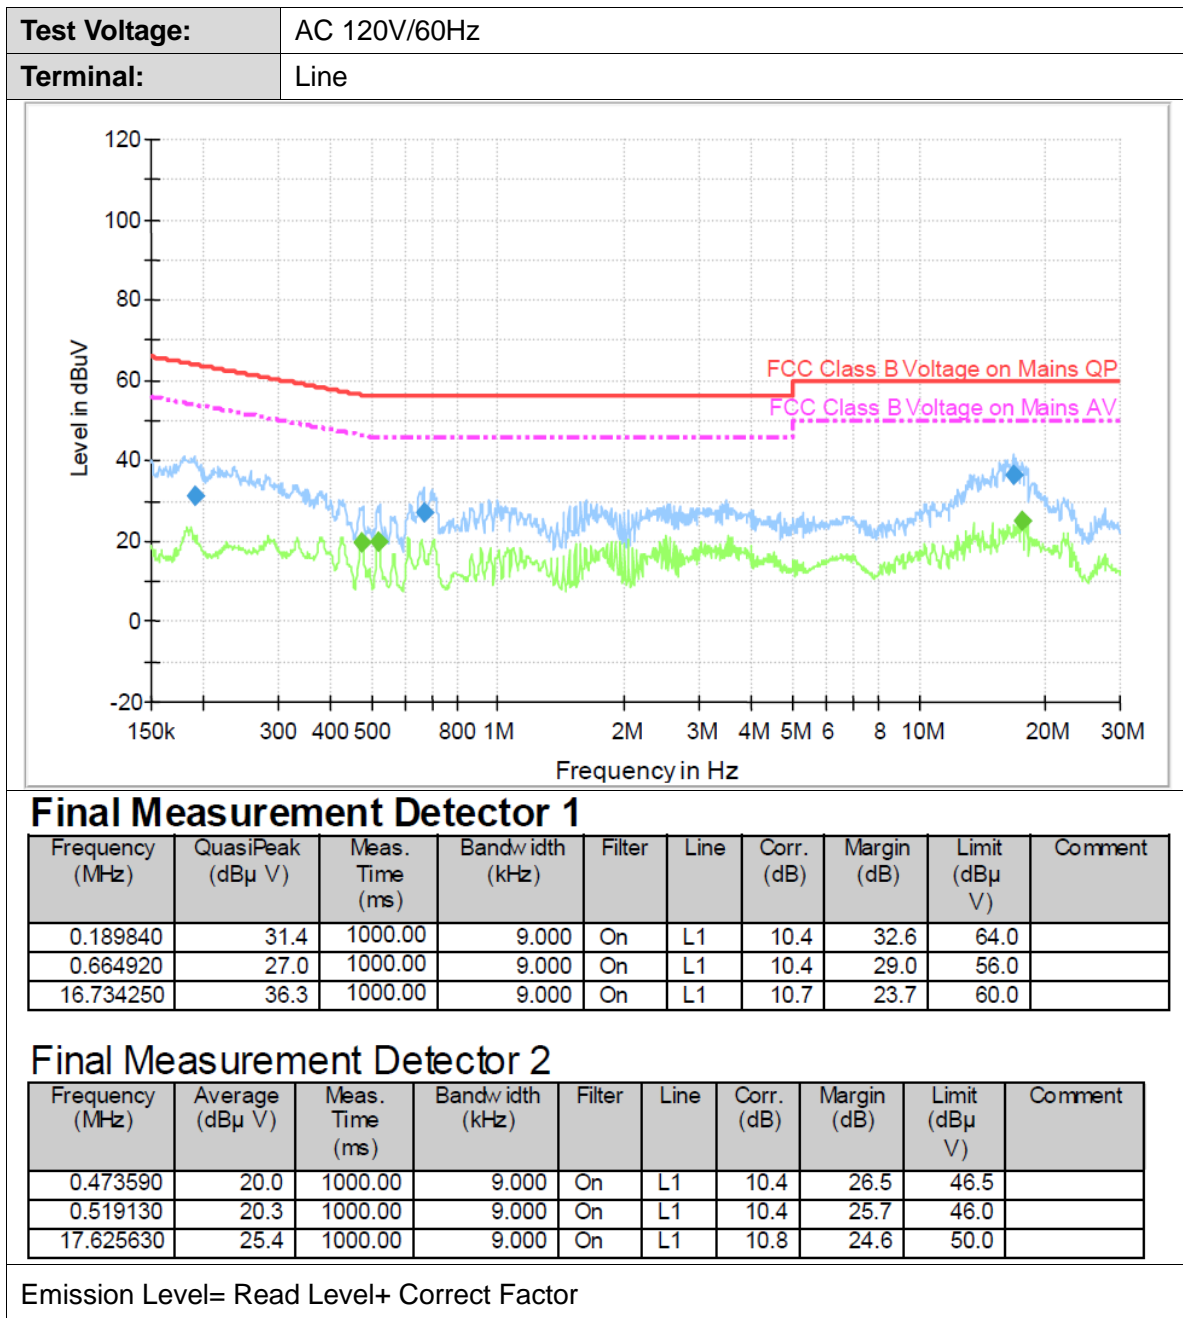 Test Voltage: AC 120V/60Hz
Terminal: Line
120
100
80
60
40
20
0
-20
Level in dBuV
FCC Class B Voltage on Mains QP
FCC Class B Voltage on Mains AV
150k 300 400 500 800 1M 2M 3M 4M 5M 6 8 10M 20M 30M
Frequency in Hz
Final Measurement Detector 1
Frequency (MHz) QuasiPeak (dBµ V) Meas. Time (ms) Bandwidth (kHz) Filter Line Corr. (dB) Margin (dB) Limit (dBµ V) Comment
0.189840 31.4 1000.00 9.000 On L1 10.4 32.6 64.0
0.664920 27.0 1000.00 9.000 On L1 10.4 29.0 56.0
16.734250 36.3 1000.00 9.000 On L1 10.7 23.7 60.0
Final Measurement Detector 2
Frequency (MHz) Average (dBµ V) Meas. Time (ms) Bandwidth (kHz) Filter Line Corr. (dB) Margin (dB) Limit (dBµ V) Comment
0.473590 20.0 1000.00 9.000 On L1 10.4 26.5 46.5
0.519130 20.3 1000.00 9.000 On L1 10.4 25.7 46.0
17.625630 25.4 1000.00 9.000 On L1 10.8 24.6 50.0
Emission Level= Read Level+ Correct Factor